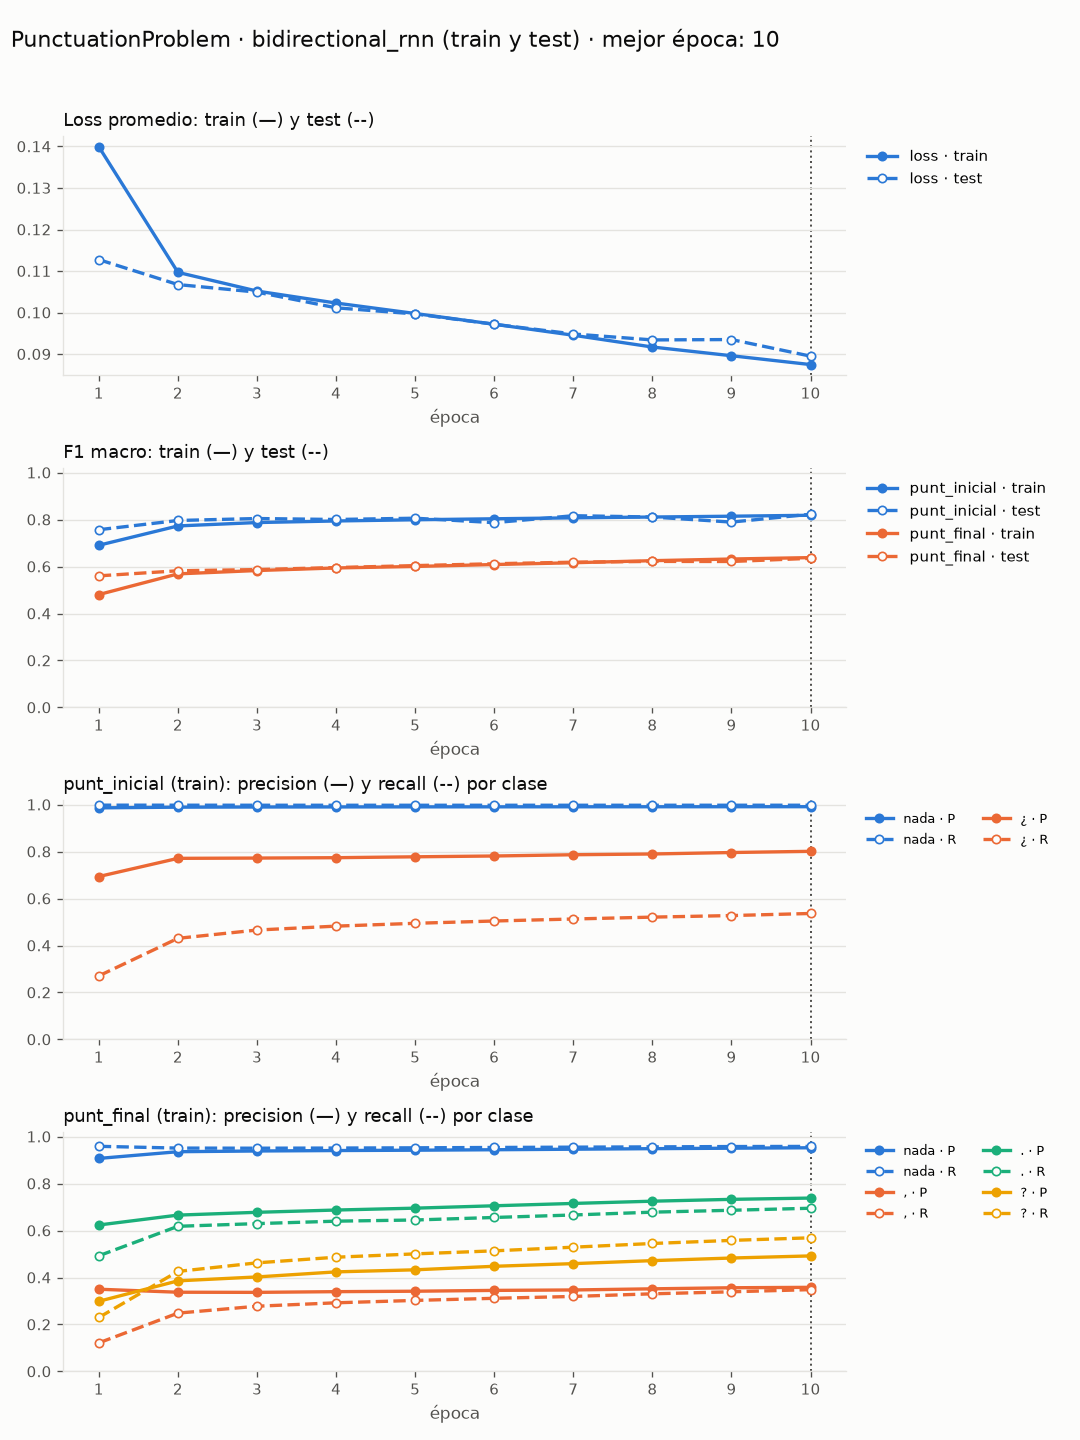 PunctuationProblem · bidirectional_rnn (train y test) · mejor época: 10
Loss promedio: train (—) y test (--)
0.14
0.13
0.12
0.11
0.10
0.09
1 2 3 4 5 6 7 8 9 10
época
loss · train
loss · test
F1 macro: train (—) y test (--)
1.0
0.8
0.6
0.4
0.2
0.0
1 2 3 4 5 6 7 8 9 10
época
punt_inicial · train
punt_inicial · test
punt_final · train
punt_final · test
punt_inicial (train): precision (—) y recall (--) por clase
1.0
0.8
0.6
0.4
0.2
0.0
1 2 3 4 5 6 7 8 9 10
época
nada · P ¿ · P
nada · R ¿ · R
punt_final (train): precision (—) y recall (--) por clase
1.0
0.8
0.6
0.4
0.2
0.0
1 2 3 4 5 6 7 8 9 10
época
nada · P . · P
nada · R . · R
, · P ? · P
, · R ? · R